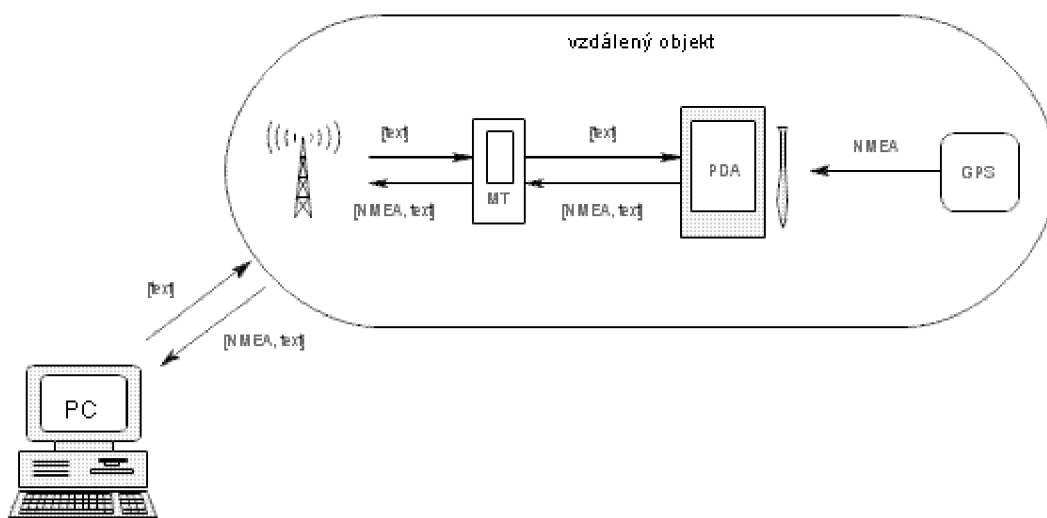 vzdálený objekt
[text]
[text]
NMEA
PDA
GPS
MT
[NMEA, text]
[NMEA, text]
[text]
[NMEA, text]
PC